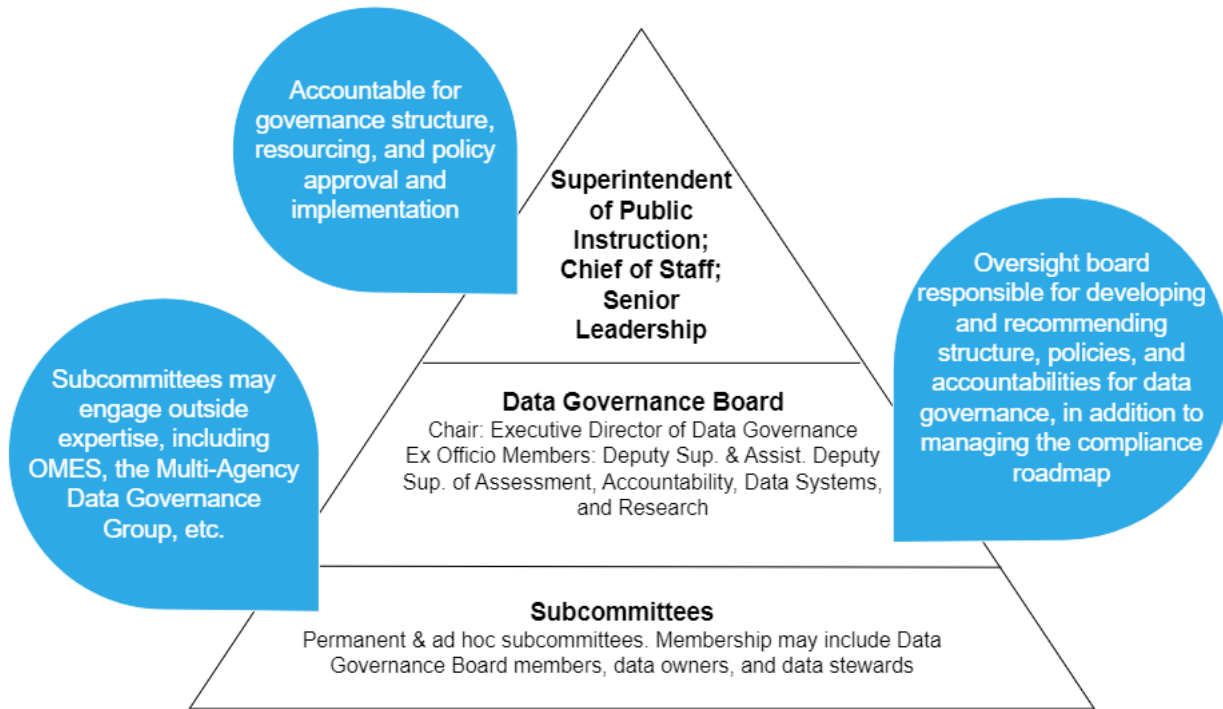 Accountable for
governance structure,
resourcing, and policy
approval and
implementation
Superintendent
of Public
Instruction;
Chief of Staff;
Senior
Leadership
Oversight board
responsible for developing
and recommending
structure, policies, and
accountabilities for data
governance, in addition to
managing the compliance
roadmap
Subcommittees may
engage outside
expertise, including
OMES, the Multi-Agency
Data Governance
Group, etc.
Data Governance Board
Chair: Executive Director of Data Governance
Ex Officio Members: Deputy Sup. & Assist. Deputy
Sup. of Assessment, Accountability, Data Systems,
and Research
Subcommittees
Permanent & ad hoc subcommittees. Membership may include Data
Governance Board members, data owners, and data stewards